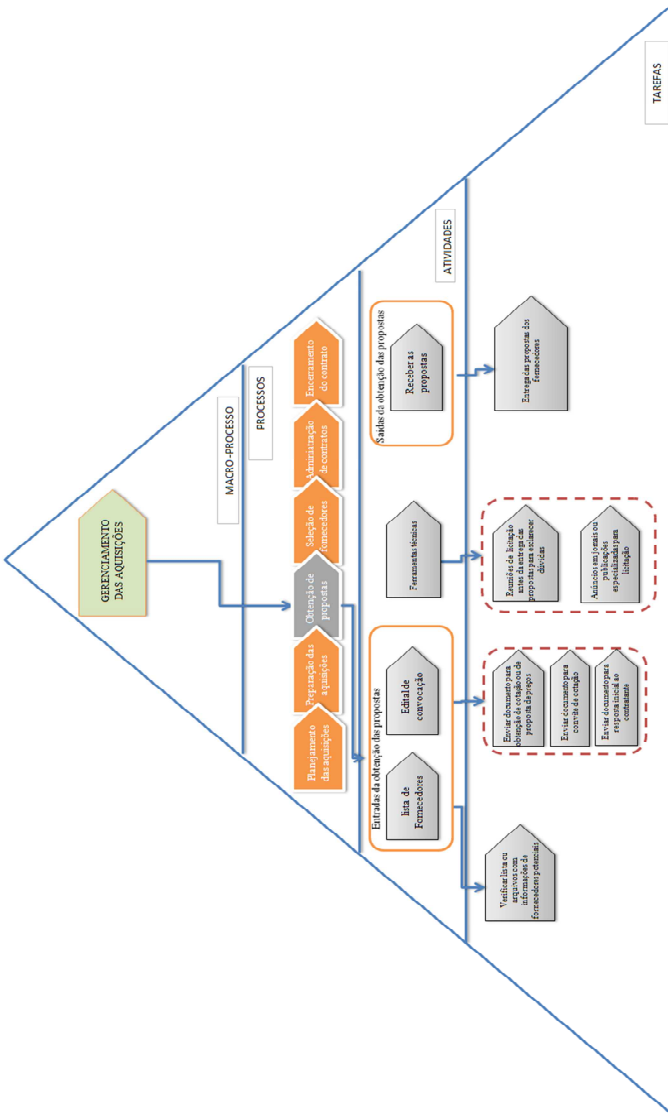 GERENCIAMENTO
DAS AQUISIÇÕES
MACRO-PROCESSO
PROCESSOS
Planejamento
das aquisições
Preparação das
aquisições
Obtenção de
propostas
Seleção de
fornecedores
Administração
de contratos
Encerramento
do contrato
Entradas da obtenção das propostas
lista de
Fornecedores
Edital de
convocação
Ferramentas técnicas
Saídas da obtenção das propostas
Receber as
propostas
ATIVIDADES
Verificar lista ou
arquivos com
informações de
fornecedores potenciais
Enviar documento para
obtenção de cotação ou de
proposta de preços
Enviar documento para
convite de cotação
Enviar documento para
resposta inicial ao
contratante
Reuniões de licitação
antes da entrega das
propostas para esclarecer
dúvidas
Anúncios em jornais ou
publicações
especializadas para
licitação
Entrega das propostas dos
fornecedores
TAREFAS